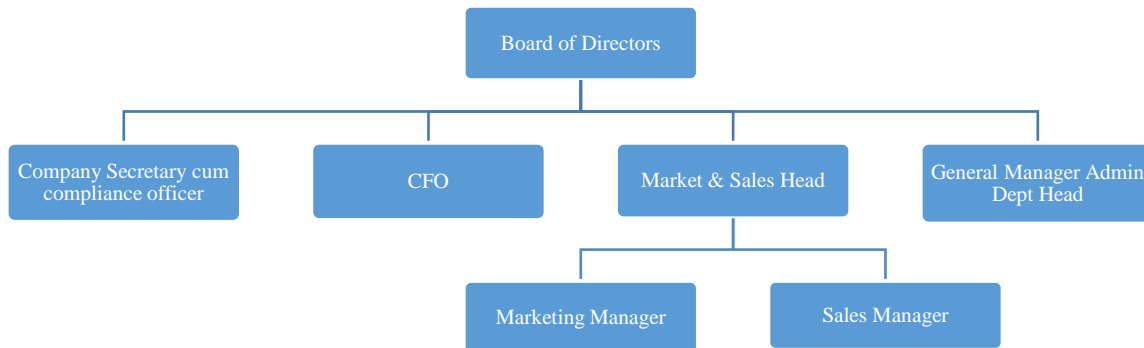 Board of Directors
Company Secretary cum
compliance officer
CFO
Market & Sales Head
General Manager Admin
Dept Head
Marketing Manager
Sales Manager